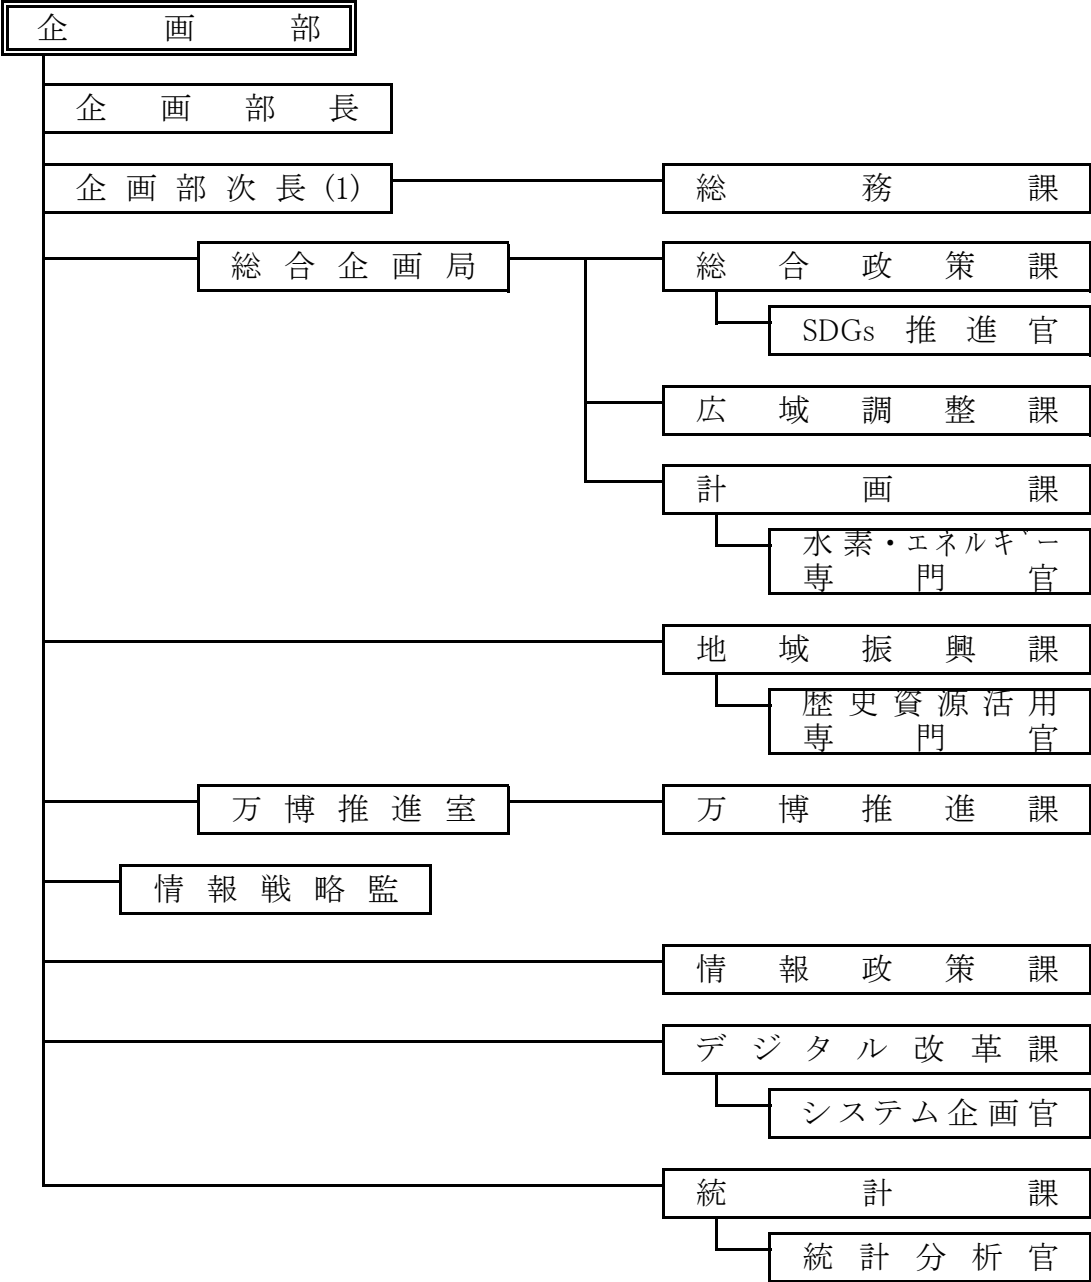 企画部
企画部長
企画部次長(1)
総務課
総合企画局
総合政策課
SDGs推進官
広域調整課
計画課
水素・エネルギー
専門官
地域振興課
歴史資源活用
専門官
万博推進室
万博推進課
情報戦略監
情報政策課
デジタル改革課
システム企画官
統計課
統計分析官